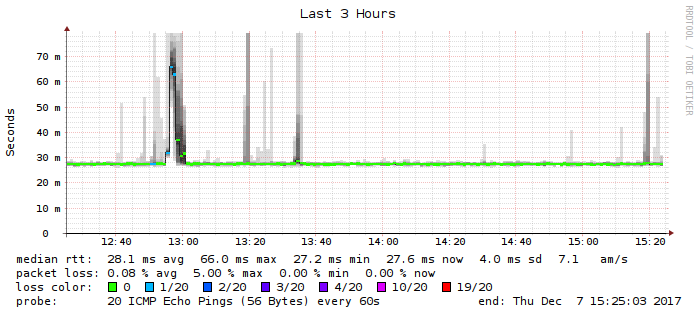 Last 3 Hours
RRDTOOL / TOBI OETIKER
Seconds
70 m
60 m
50 m
40 m
30 m
20 m
10 m
0
12:40 13:00 13:20 13:40 14:00 14:20 14:40 15:00 15:20
median rtt: 28.1 ms avg 66.0 ms max 27.2 ms min 27.6 ms now 4.0 ms sd 7.1 am/s
packet loss: 0.08 % avg 5.00 % max 0.00 % min 0.00 % now
loss color: 0 1/20 2/20 3/20 4/20 10/20 19/20
probe: 20 ICMP Echo Pings (56 Bytes) every 60s end: Thu Dec 7 15:25:03 2017